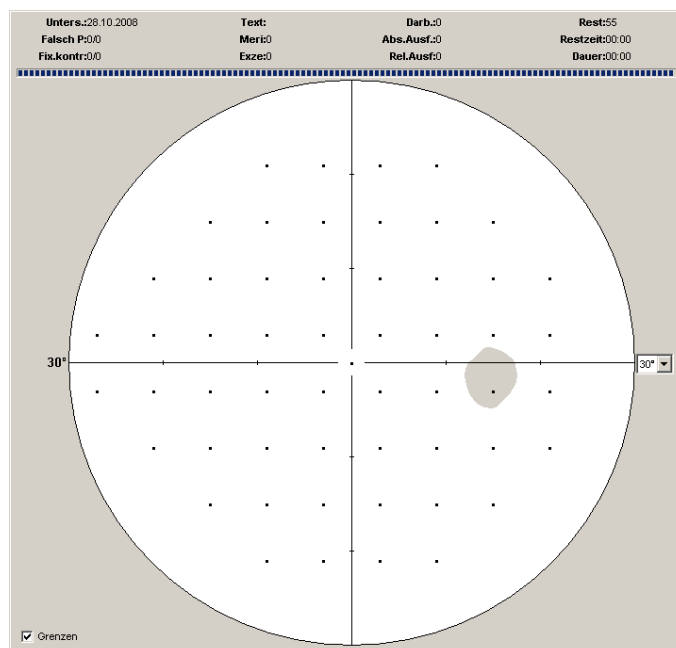 Unters.:28.10.2008 Text: Darb.:0 Rest:55
Falsch P:0/0 Meri:0 Abs.Ausf.:0 Restzeit:00:00
Fix.kontr:0/0 Exze:0 Rel.Ausf:0 Dauer:00:00
30° 30°
Grenzen